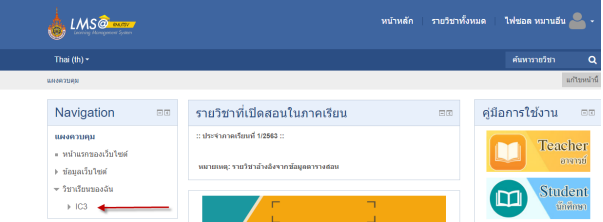 LMS@RMUTSV
Learning Management System
หน้าหลัก รายวิชาทั้งหมด ไฟซอล หมานอีน
Thai (th)
ค้นหารายวิชา
แผงควบคุม
แก้ไขหน้านี้
Navigation
แผงควบคุม
หน้าแรกของเว็บไซต์
ข้อมูลเว็บไซต์
วิชาเรียนของฉัน
IC3
รายวิชาที่เปิดสอนในภาคเรียน
:: ประจำภาคเรียนที่ 1/2563 ::
หมายเหตุ: รายวิชาอ้างอิงจากข้อมูลตารางสอน
คู่มือการใช้งาน
Teacher
อาจารย์
Student
นักศึกษา